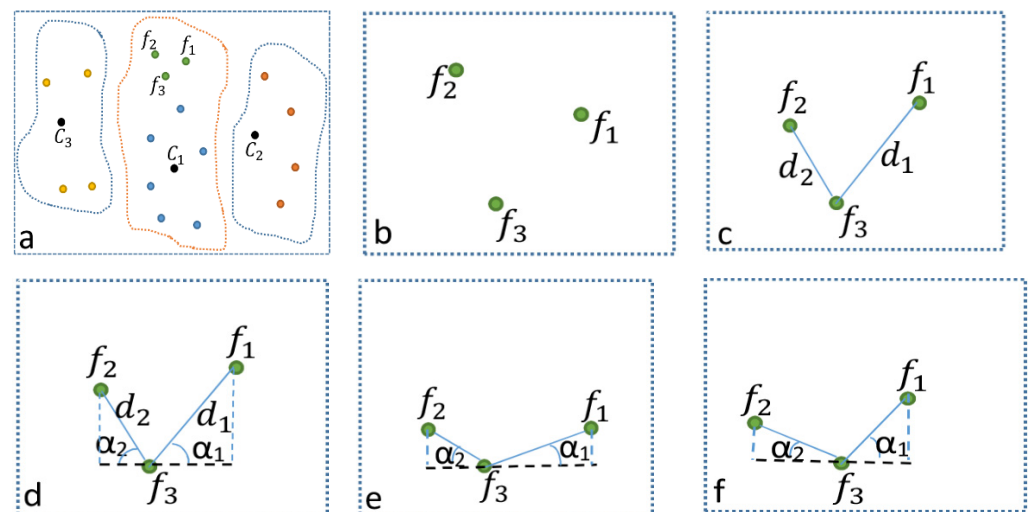 f₂ f₁
f₃
C₃ C₁ C₂
a
f₂
f₁
f₃
b
f₁
f₂
d₂ d₁
f₃
c
f₁
f₂
d₂ d₁
α₂ α₁
f₃
d
f₂ f₁
α₂ α₁
f₃
e
f₁
f₂
α₂ α₁
f₃
f